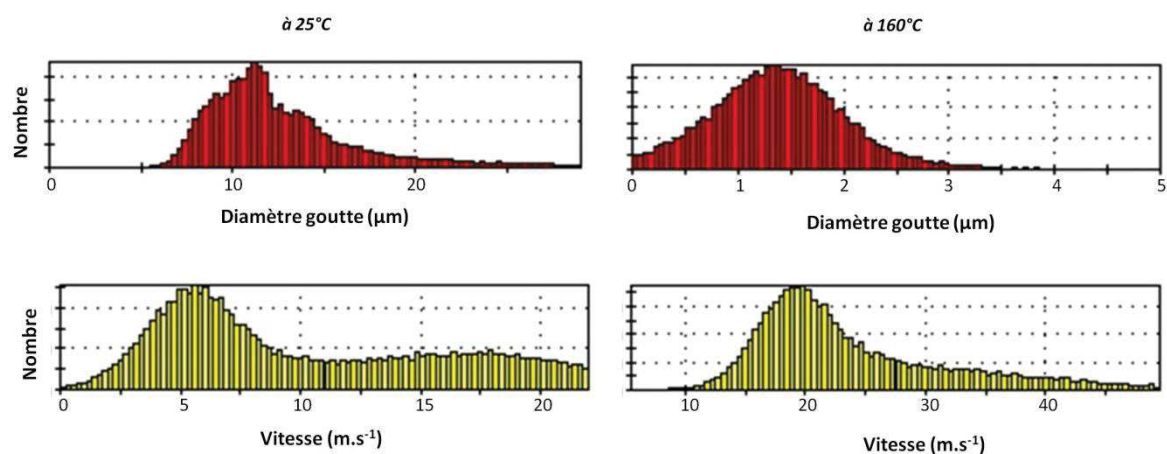 à 25°C
à 160°C
Nombre
0 10 20
0 1 2 3 4 5
Diamètre goutte (µm)
Diamètre goutte (µm)
Nombre
0 5 10 15 20
10 20 30 40
Vitesse (m.s⁻¹)
Vitesse (m.s⁻¹)